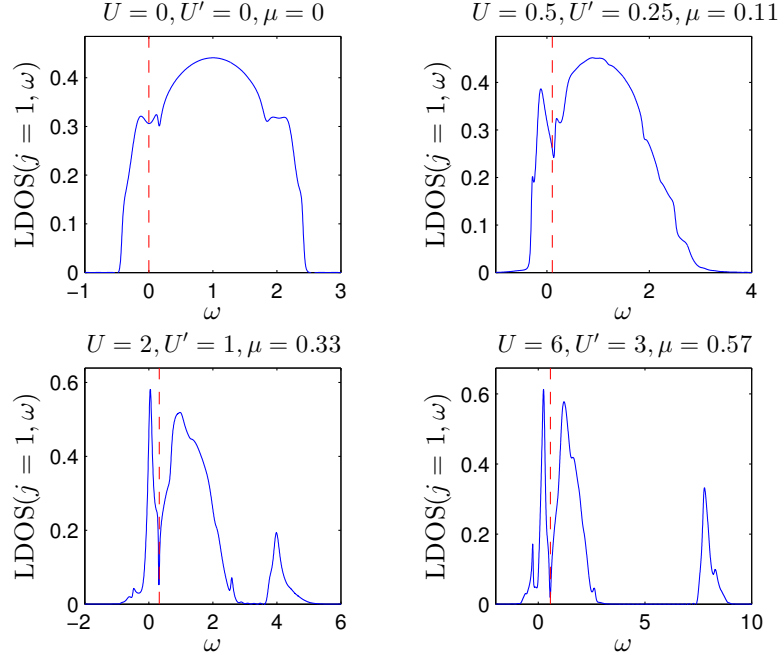 U = 0, U′ = 0, μ = 0
LDOS(j = 1, ω)
0.4
0.3
0.2
0.1
0
−1 0 1 2 3
ω
U = 0.5, U′ = 0.25, μ = 0.11
LDOS(j = 1, ω)
0.4
0.3
0.2
0.1
0
0 2 4
ω
U = 2, U′ = 1, μ = 0.33
LDOS(j = 1, ω)
0.6
0.4
0.2
0
−2 0 2 4 6
ω
U = 6, U′ = 3, μ = 0.57
LDOS(j = 1, ω)
0.6
0.4
0.2
0
0 5 10
ω